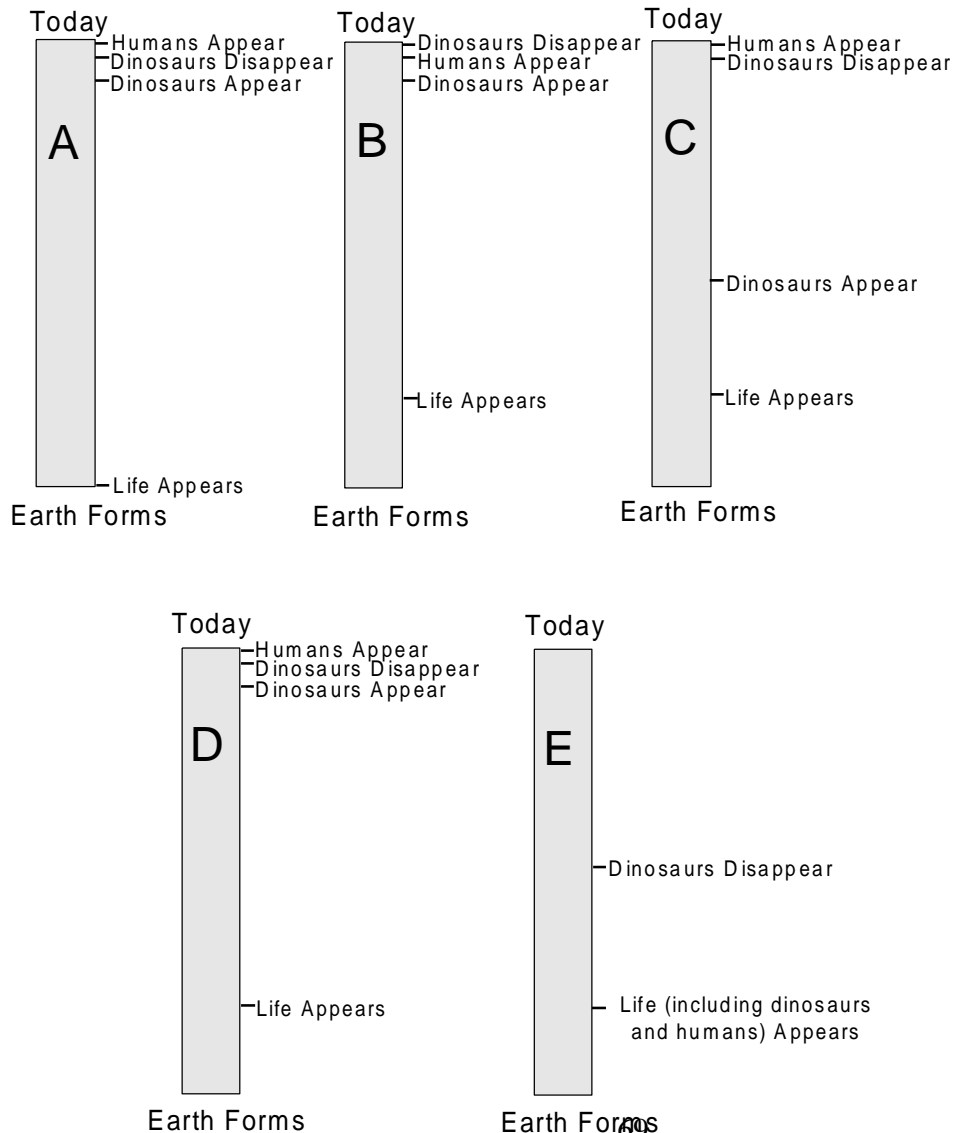 Today
Humans Appear
Dinosaurs Disappear
Dinosaurs Appear
A
Life Appears
Earth Forms
Today
Dinosaurs Disappear
Humans Appear
Dinosaurs Appear
B
Life Appears
Earth Forms
Today
Humans Appear
Dinosaurs Disappear
C
Dinosaurs Appear
Life Appears
Earth Forms
Today
Humans Appear
Dinosaurs Disappear
Dinosaurs Appear
D
Life Appears
Earth Forms
Today
E
Dinosaurs Disappear
Life (including dinosaurs
and humans) Appears
Earth Forms
69